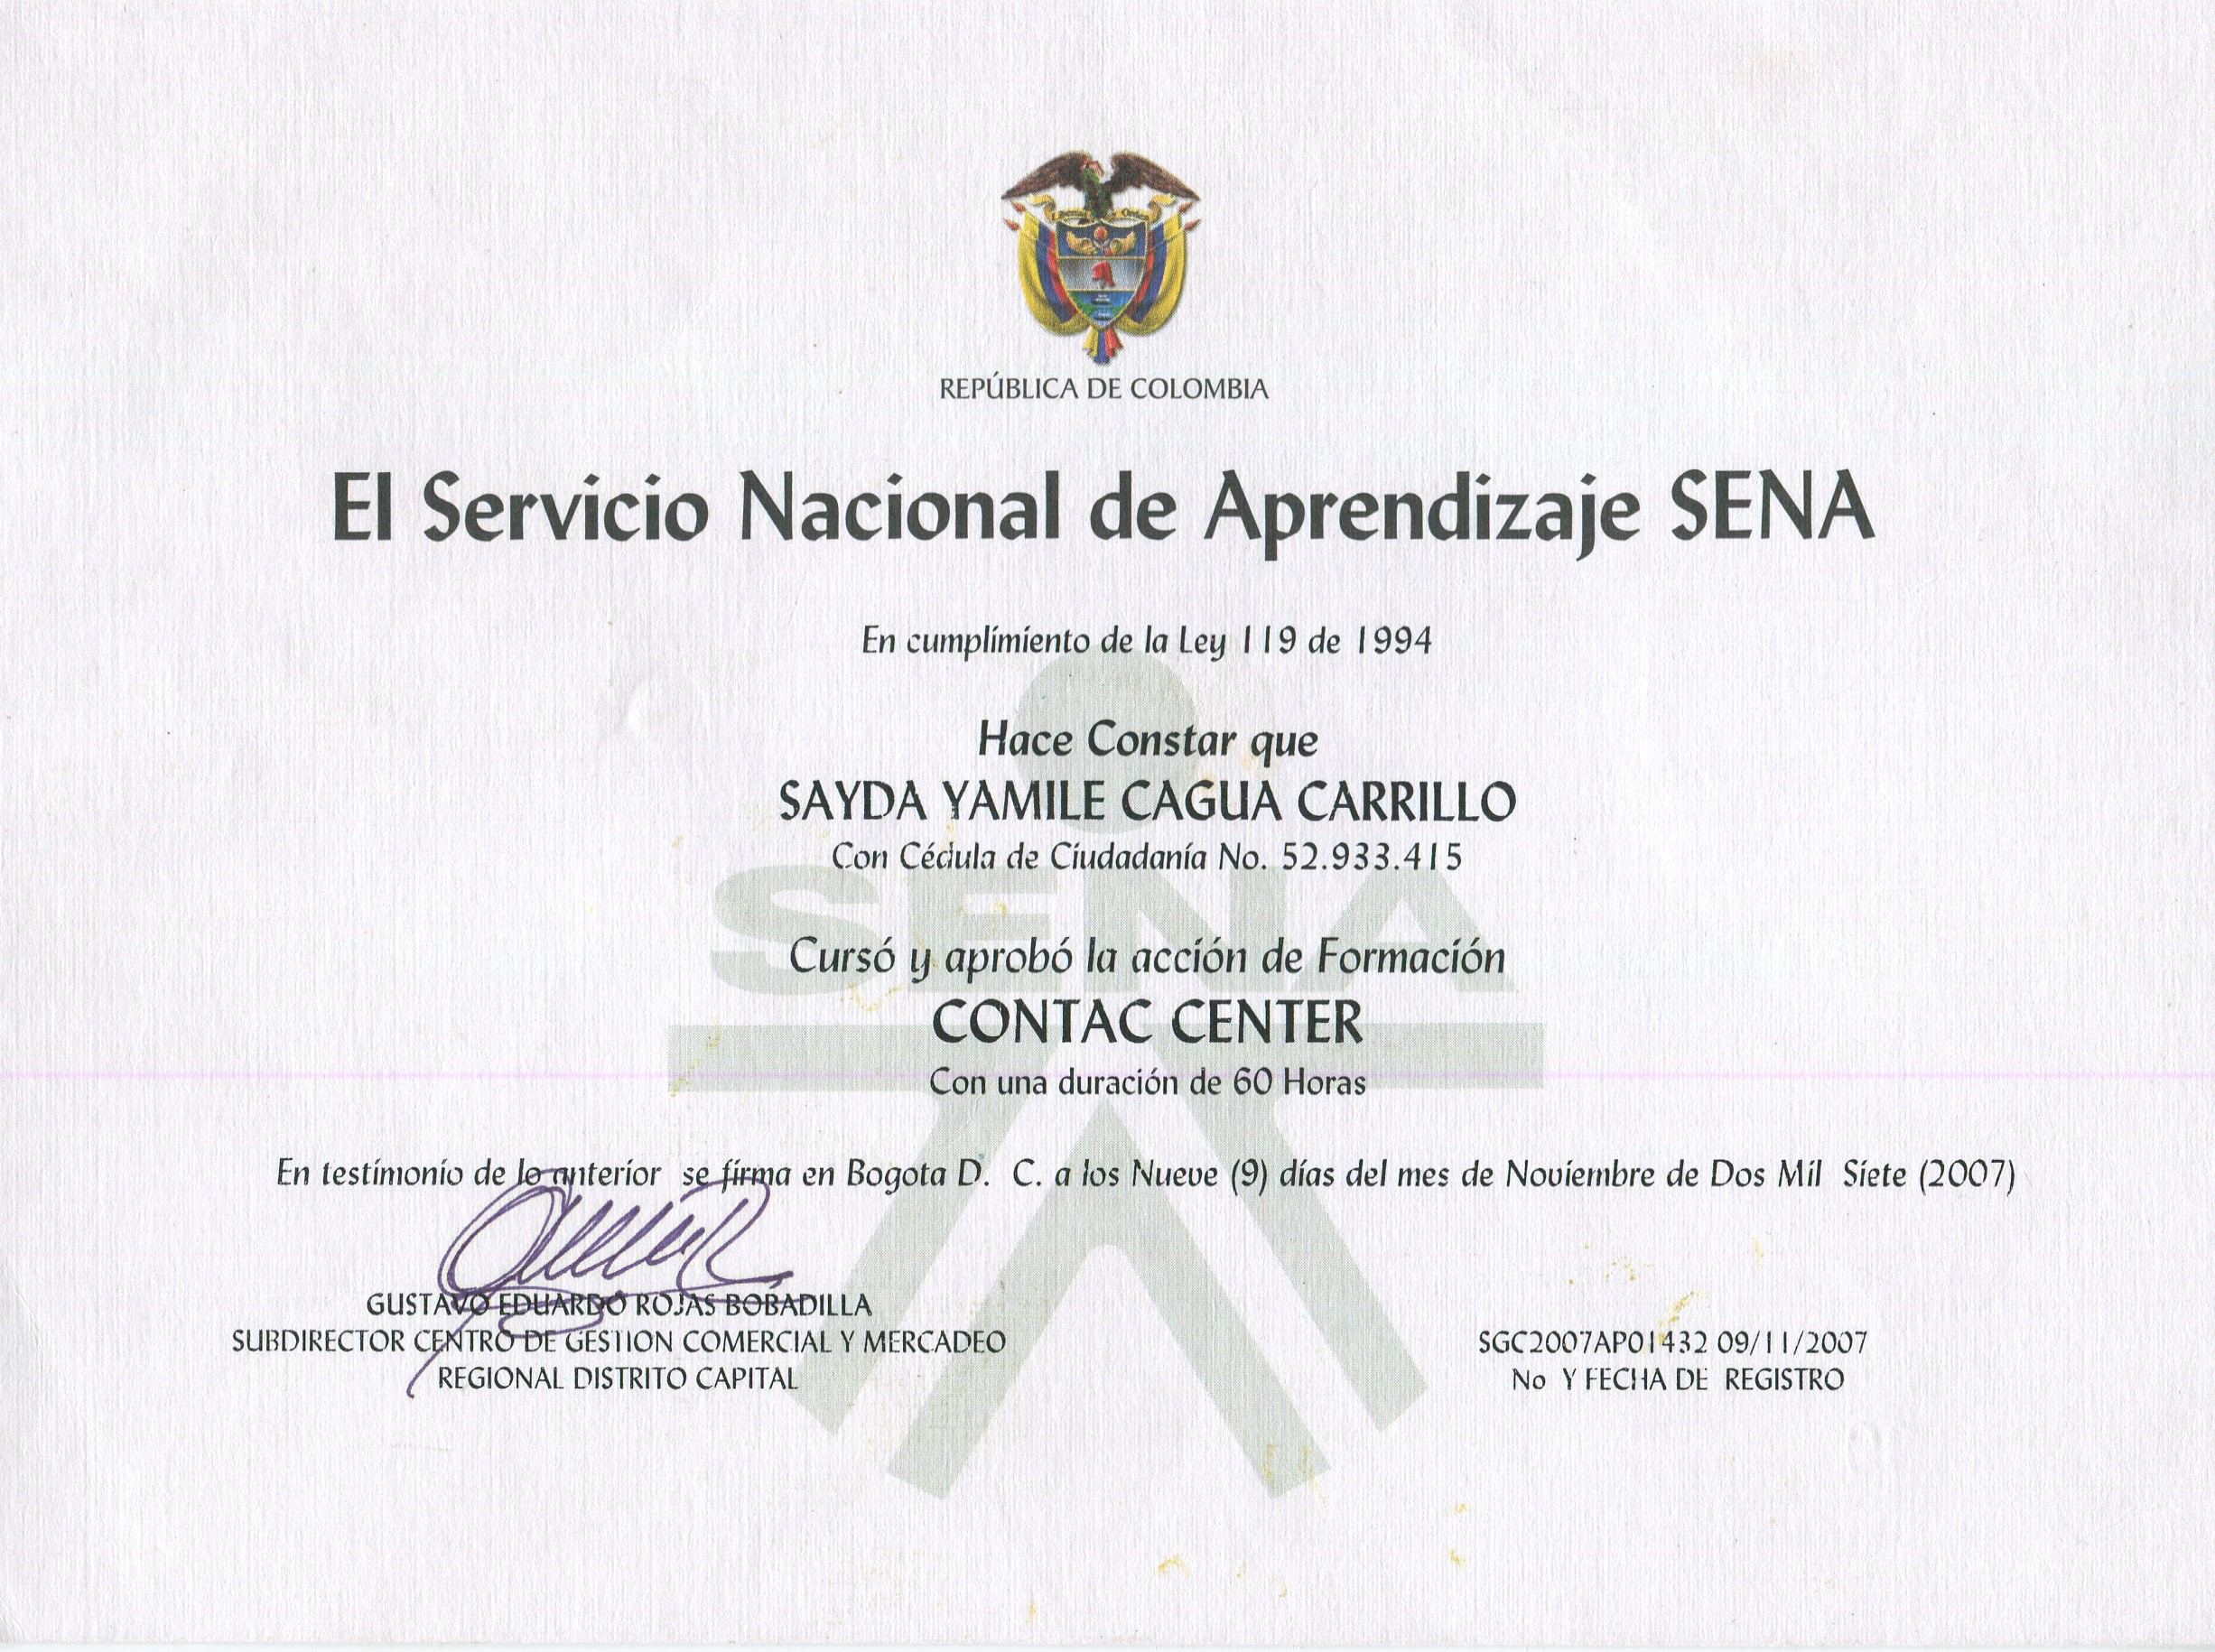 REPÚBLICA DE COLOMBIA
El Servicio Nacional de Aprendizaje SENA
En cumplimiento de la Ley 119 de 1994
Hace Constar que
SAYDA YAMILE CAGUA CARRILLO
Con Cédula de Ciudadanía No. 52.933.415
SENA
Cursó y aprobó la acción de Formación
CONTAC CENTER
Con una duración de 60 Horas
En testimonio de lo anterior se firma en Bogota D. C. a los Nueve (9) días del mes de Noviembre de Dos Mil Siete (2007)
GUSTAVO EDUARDO ROJAS BOBADILLA
SUBDIRECTOR CENTRO DE GESTION COMERCIAL Y MERCADEO
REGIONAL DISTRITO CAPITAL
SGC2007AP01432 09/11/2007
No Y FECHA DE REGISTRO